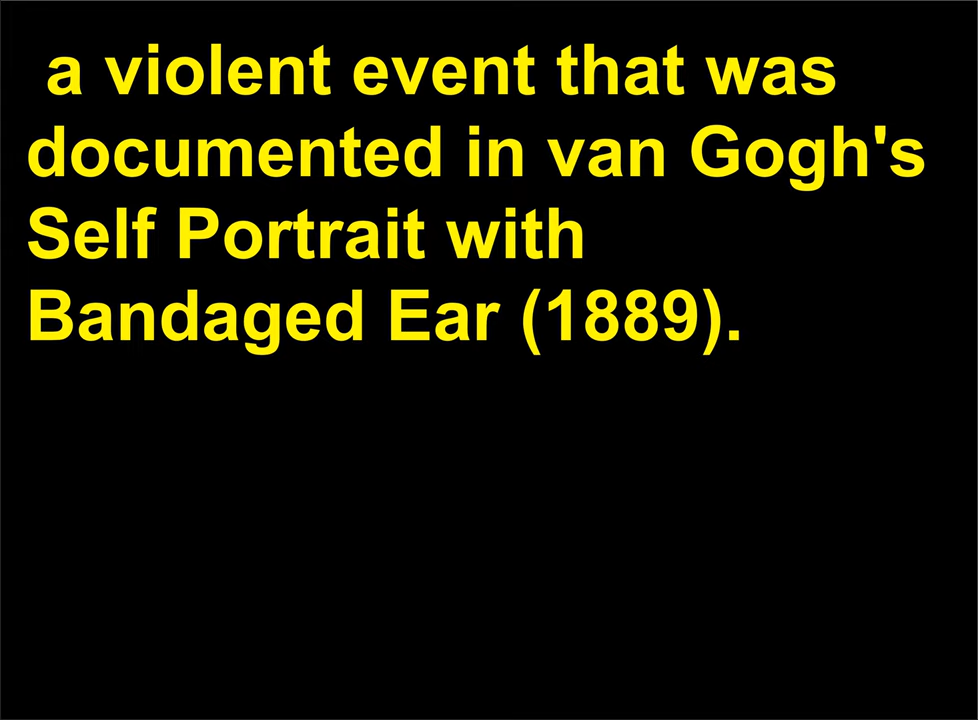 a violent event that was
documented in van Gogh's
Self Portrait with
Bandaged Ear (1889).